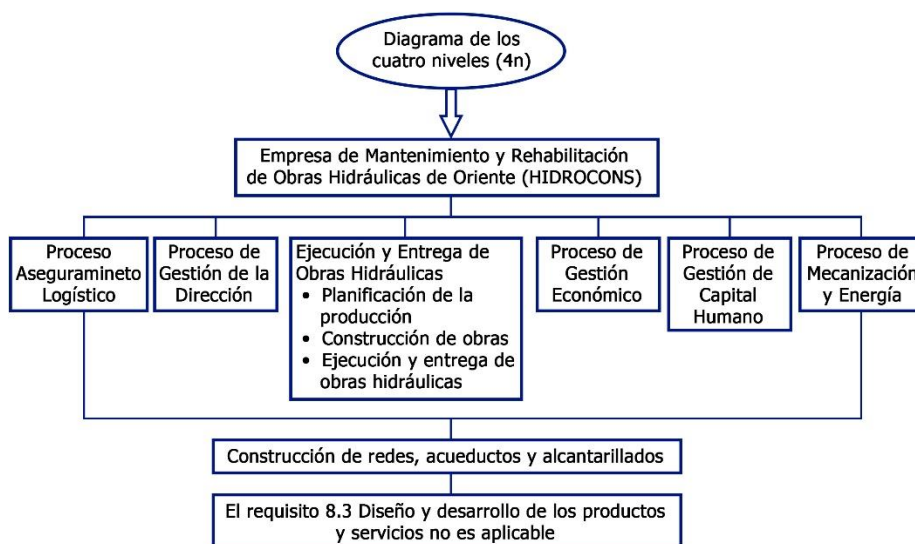 Diagrama de los
cuatro niveles (4n)
Empresa de Mantenimiento y Rehabilitación
de Obras Hidráulicas de Oriente (HIDROCONS)
Proceso
Aseguramineto
Logístico
Proceso de
Gestión de la
Dirección
Ejecución y Entrega de
Obras Hidráulicas
• Planificación de la
producción
• Construcción de obras
• Ejecución y entrega de
obras hidráulicas
Proceso de
Gestión
Económico
Proceso de
Gestión de
Capital
Humano
Proceso de
Mecanización
y Energía
Construcción de redes, acueductos y alcantarillados
El requisito 8.3 Diseño y desarrollo de los productos
y servicios no es aplicable